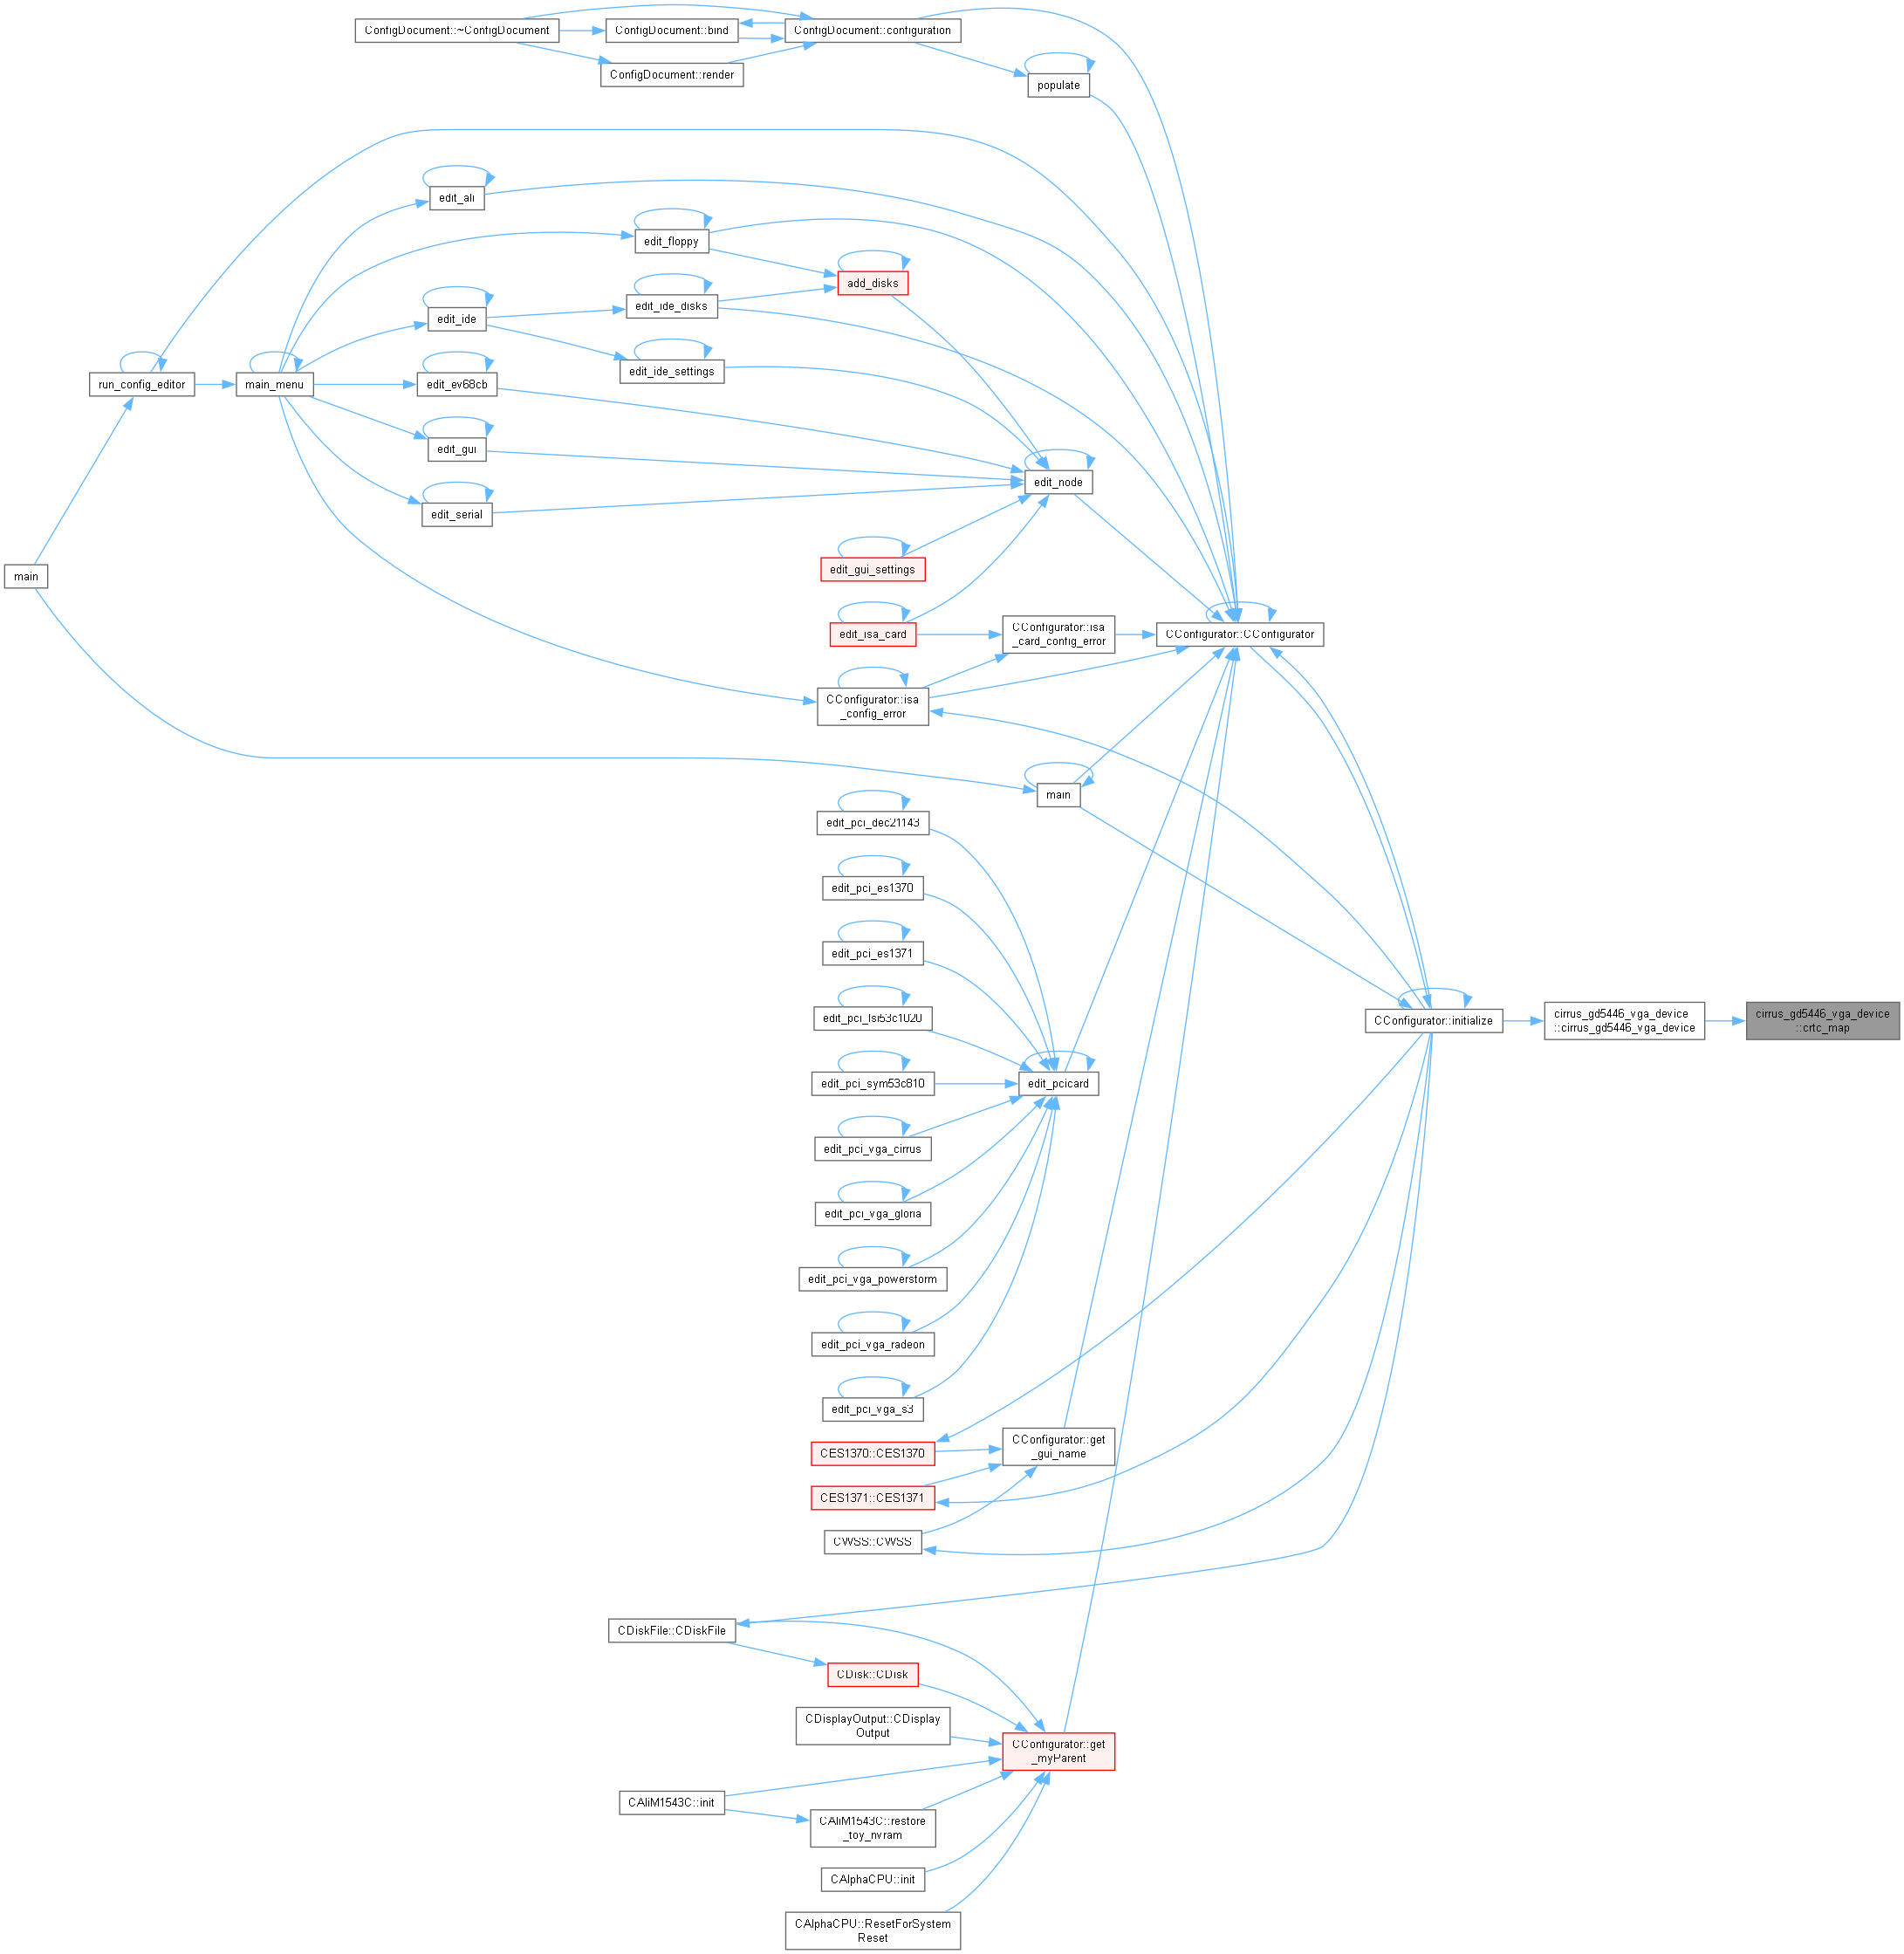 ConfigDocument::~ConfigDocument
ConfigDocument::bind
ConfigDocument::configuration
ConfigDocument::render
populate
edit_ali
edit_floppy
add_disks
edit_ide_disks
edit_ide
edit_ide_settings
run_config_editor
main_menu
edit_ev68cb
edit_gui
edit_node
edit_serial
edit_gui_settings
main
edit_isa_card
CConfigurator::isa
_card_config_error
CConfigurator::CConfigurator
CConfigurator::isa
_config_error
main
edit_pci_dec21143
edit_pci_es1370
edit_pci_es1371
edit_pci_lsi53c1020
CConfigurator::initialize
cirrus_gd5446_vga_device
::cirrus_gd5446_vga_device
cirrus_gd5446_vga_device
::crtc_map
edit_pci_sym53c810
edit_pcicard
edit_pci_vga_cirrus
edit_pci_vga_gloria
edit_pci_vga_powerstorm
edit_pci_vga_radeon
edit_pci_vga_s3
CES1370::CES1370
CConfigurator::get
_gui_name
CES1371::CES1371
CWSS::CWSS
CDiskFile::CDiskFile
CDisk::CDisk
CDisplayOutput::CDisplay
Output
CConfigurator::get
_myParent
CAliM1543C::init
CAliM1543C::restore
_toy_nvram
CAlphaCPU::init
CAlphaCPU::ResetForSystem
Reset